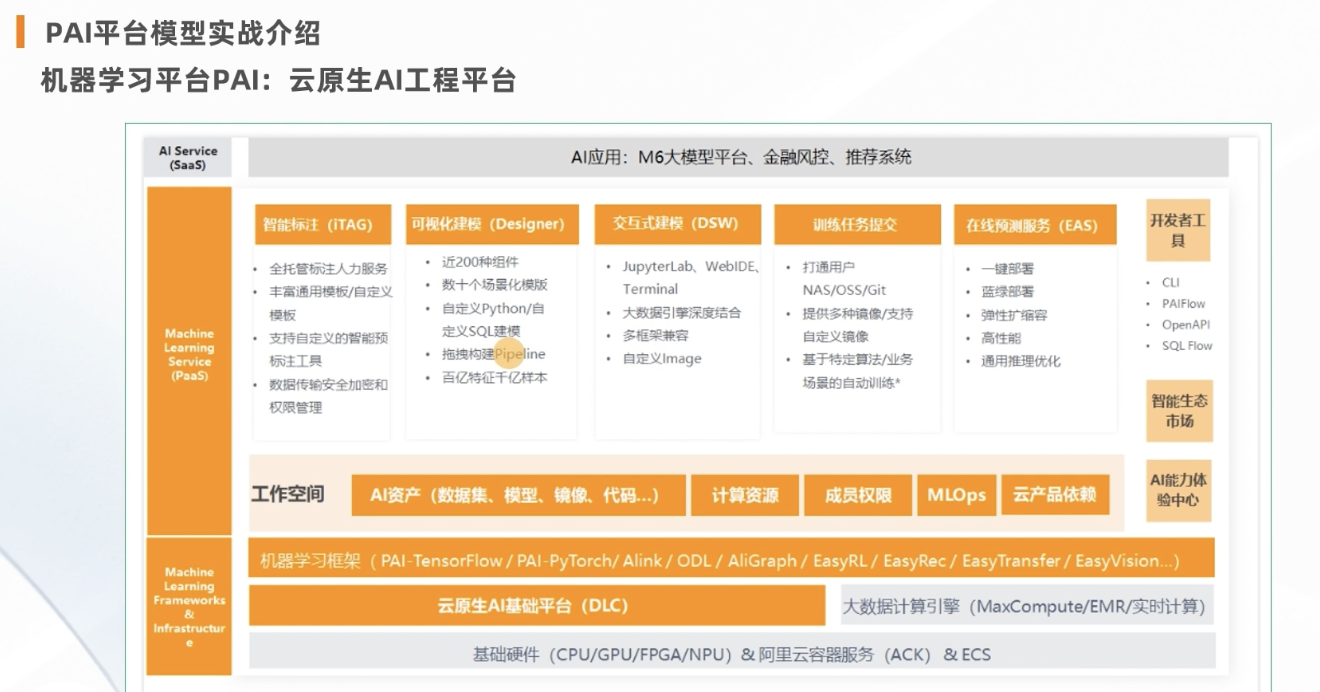 PAI平台模型实战介绍
机器学习平台PAI：云原生AI工程平台
AI Service
(SaaS)
AI应用：M6大模型平台、金融风控、推荐系统
Machine
Learning
Service
(PaaS)
智能标注（iTAG）
全托管标注人力服务
丰富通用模板/自定义
模板
支持自定义的智能预
标注工具
数据传输安全加密和
权限管理
可视化建模（Designer）
近200种组件
数十个场景化模版
自定义Python/自
定义SQL建模
拖拽构建Pipeline
百亿特征千亿样本
交互式建模（DSW）
JupyterLab、WebIDE、
Terminal
大数据引擎深度结合
多框架兼容
自定义Image
训练任务提交
打通用户
NAS/OSS/Git
提供多种镜像/支持
自定义镜像
基于特定算法/业务
场景的自动训练*
在线预测服务（EAS）
一键部署
蓝绿部署
弹性扩缩容
高性能
通用推理优化
开发者工
具
CLI
PAIFlow
OpenAPI
SQL Flow
智能生态
市场
AI能力体
验中心
工作空间
AI资产（数据集、模型、镜像、代码...）
计算资源
成员权限
MLOps
云产品依赖
Machine
Learning
Frameworks
&
Infrastructur
e
机器学习框架（ PAI-TensorFlow / PAI-PyTorch/ Alink / ODL / AliGraph / EasyRL / EasyRec / EasyTransfer / EasyVision...）
云原生AI基础平台（DLC）
大数据计算引擎（MaxCompute/EMR/实时计算）
基础硬件（CPU/GPU/FPGA/NPU）& 阿里云容器服务（ACK） & ECS